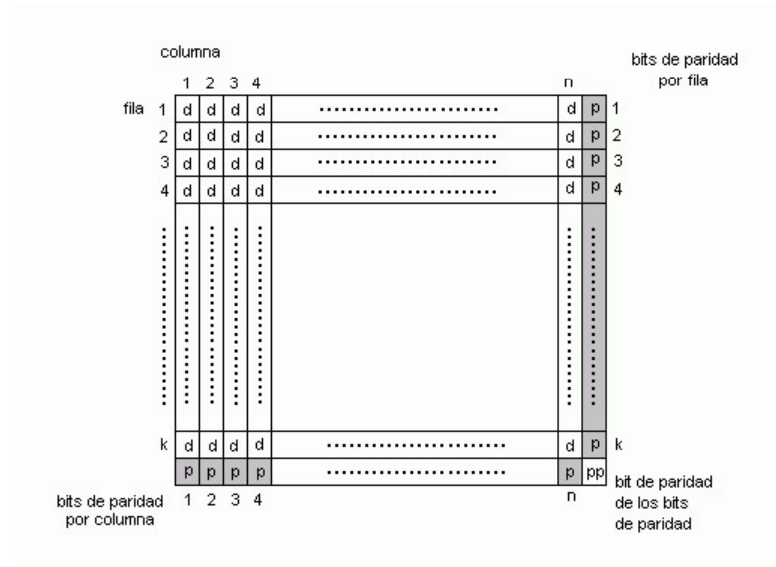 columna
bits de paridad
por fila
1 2 3 4 n
fila 1 d d d d ........................ d p 1
2 d d d d ........................ d p 2
3 d d d d ........................ d p 3
4 d d d d ........................ d p 4
k d d d d ........................ d p k
p p p p ........................ p pp
bits de paridad
por columna
1 2 3 4 n
bit de paridad
de los bits
de paridad